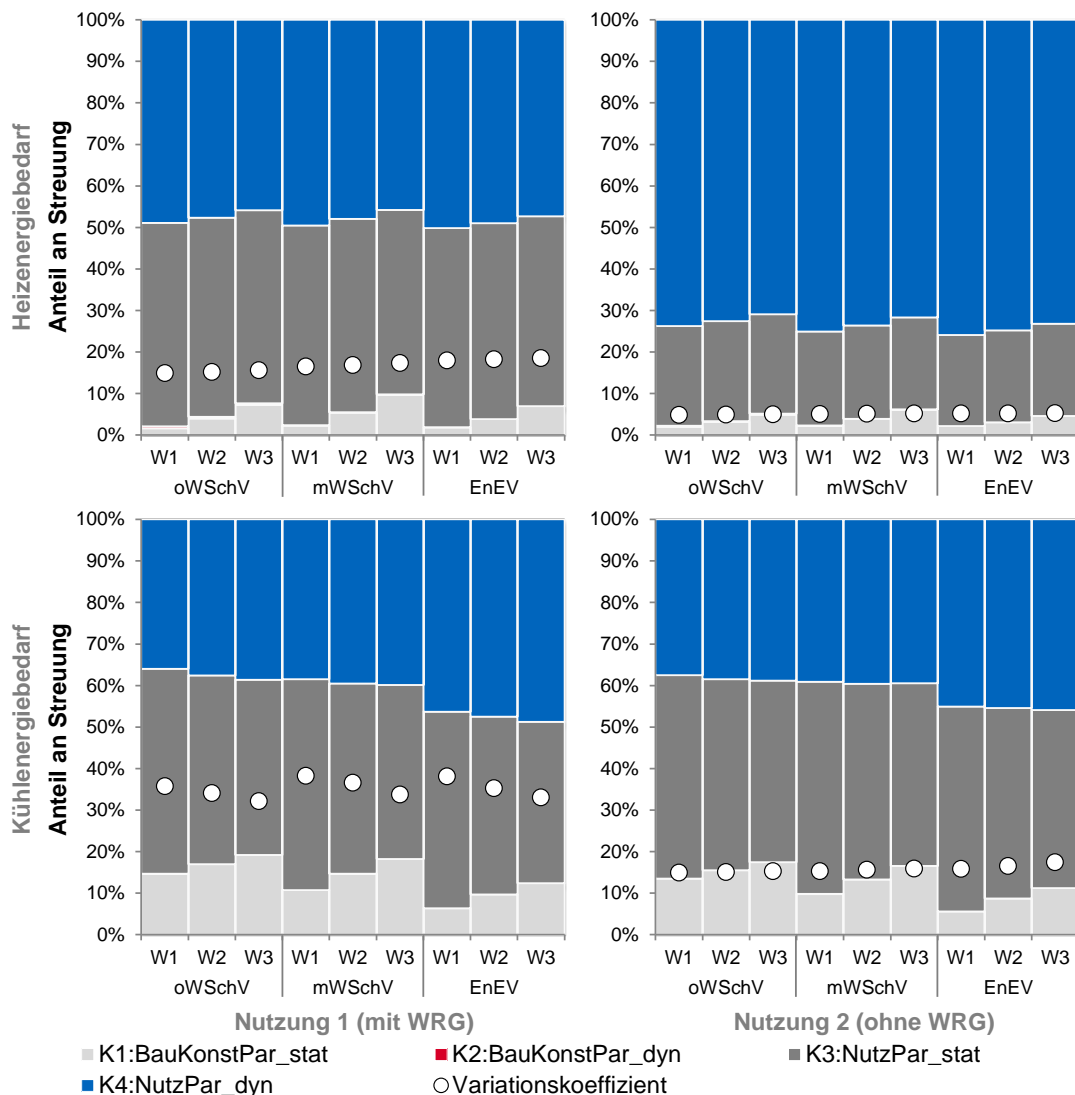 Heizenergiebedarf
Anteil an Streuung
100%
90%
80%
70%
60%
50%
40%
30%
20%
10%
0%
W1 W2 W3 W1 W2 W3 W1 W2 W3
oWSchV mWSchV EnEV
100%
90%
80%
70%
60%
50%
40%
30%
20%
10%
0%
W1 W2 W3 W1 W2 W3 W1 W2 W3
oWSchV mWSchV EnEV
Kühlenergiebedarf
Anteil an Streuung
100%
90%
80%
70%
60%
50%
40%
30%
20%
10%
0%
W1 W2 W3 W1 W2 W3 W1 W2 W3
oWSchV mWSchV EnEV
Nutzung 1 (mit WRG)
100%
90%
80%
70%
60%
50%
40%
30%
20%
10%
0%
W1 W2 W3 W1 W2 W3 W1 W2 W3
oWSchV mWSchV EnEV
Nutzung 2 (ohne WRG)
K1:BauKonstPar_stat K2:BauKonstPar_dyn K3:NutzPar_stat
K4:NutzPar_dyn Variationskoeffizient